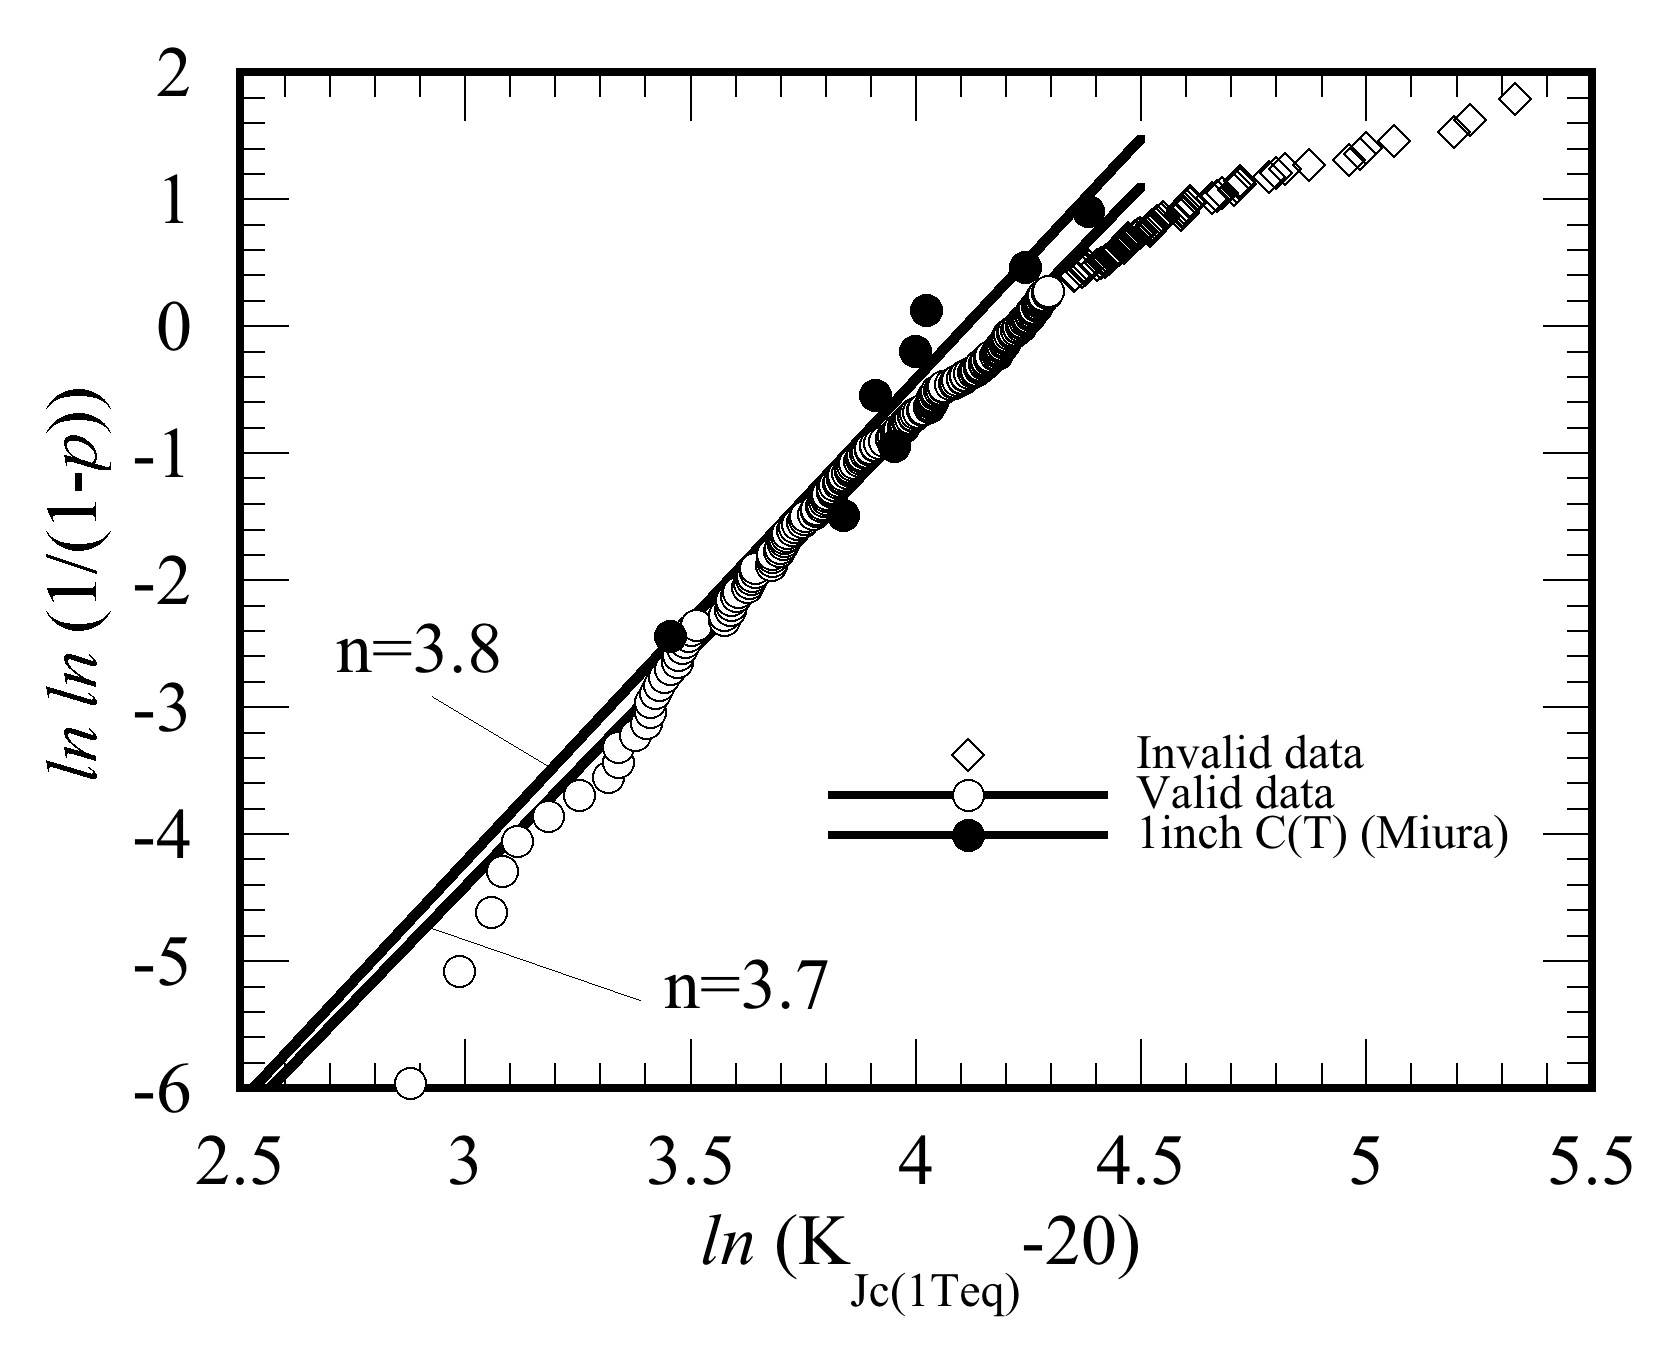 2
1
0
-1
-2
-3
-4
-5
-6
ln ln (1/(1-p))
n=3.8
n=3.7
Invalid data
Valid data
1inch C(T) (Miura)
2.5 3 3.5 4 4.5 5 5.5
ln (K Jc(1Teq) -20)